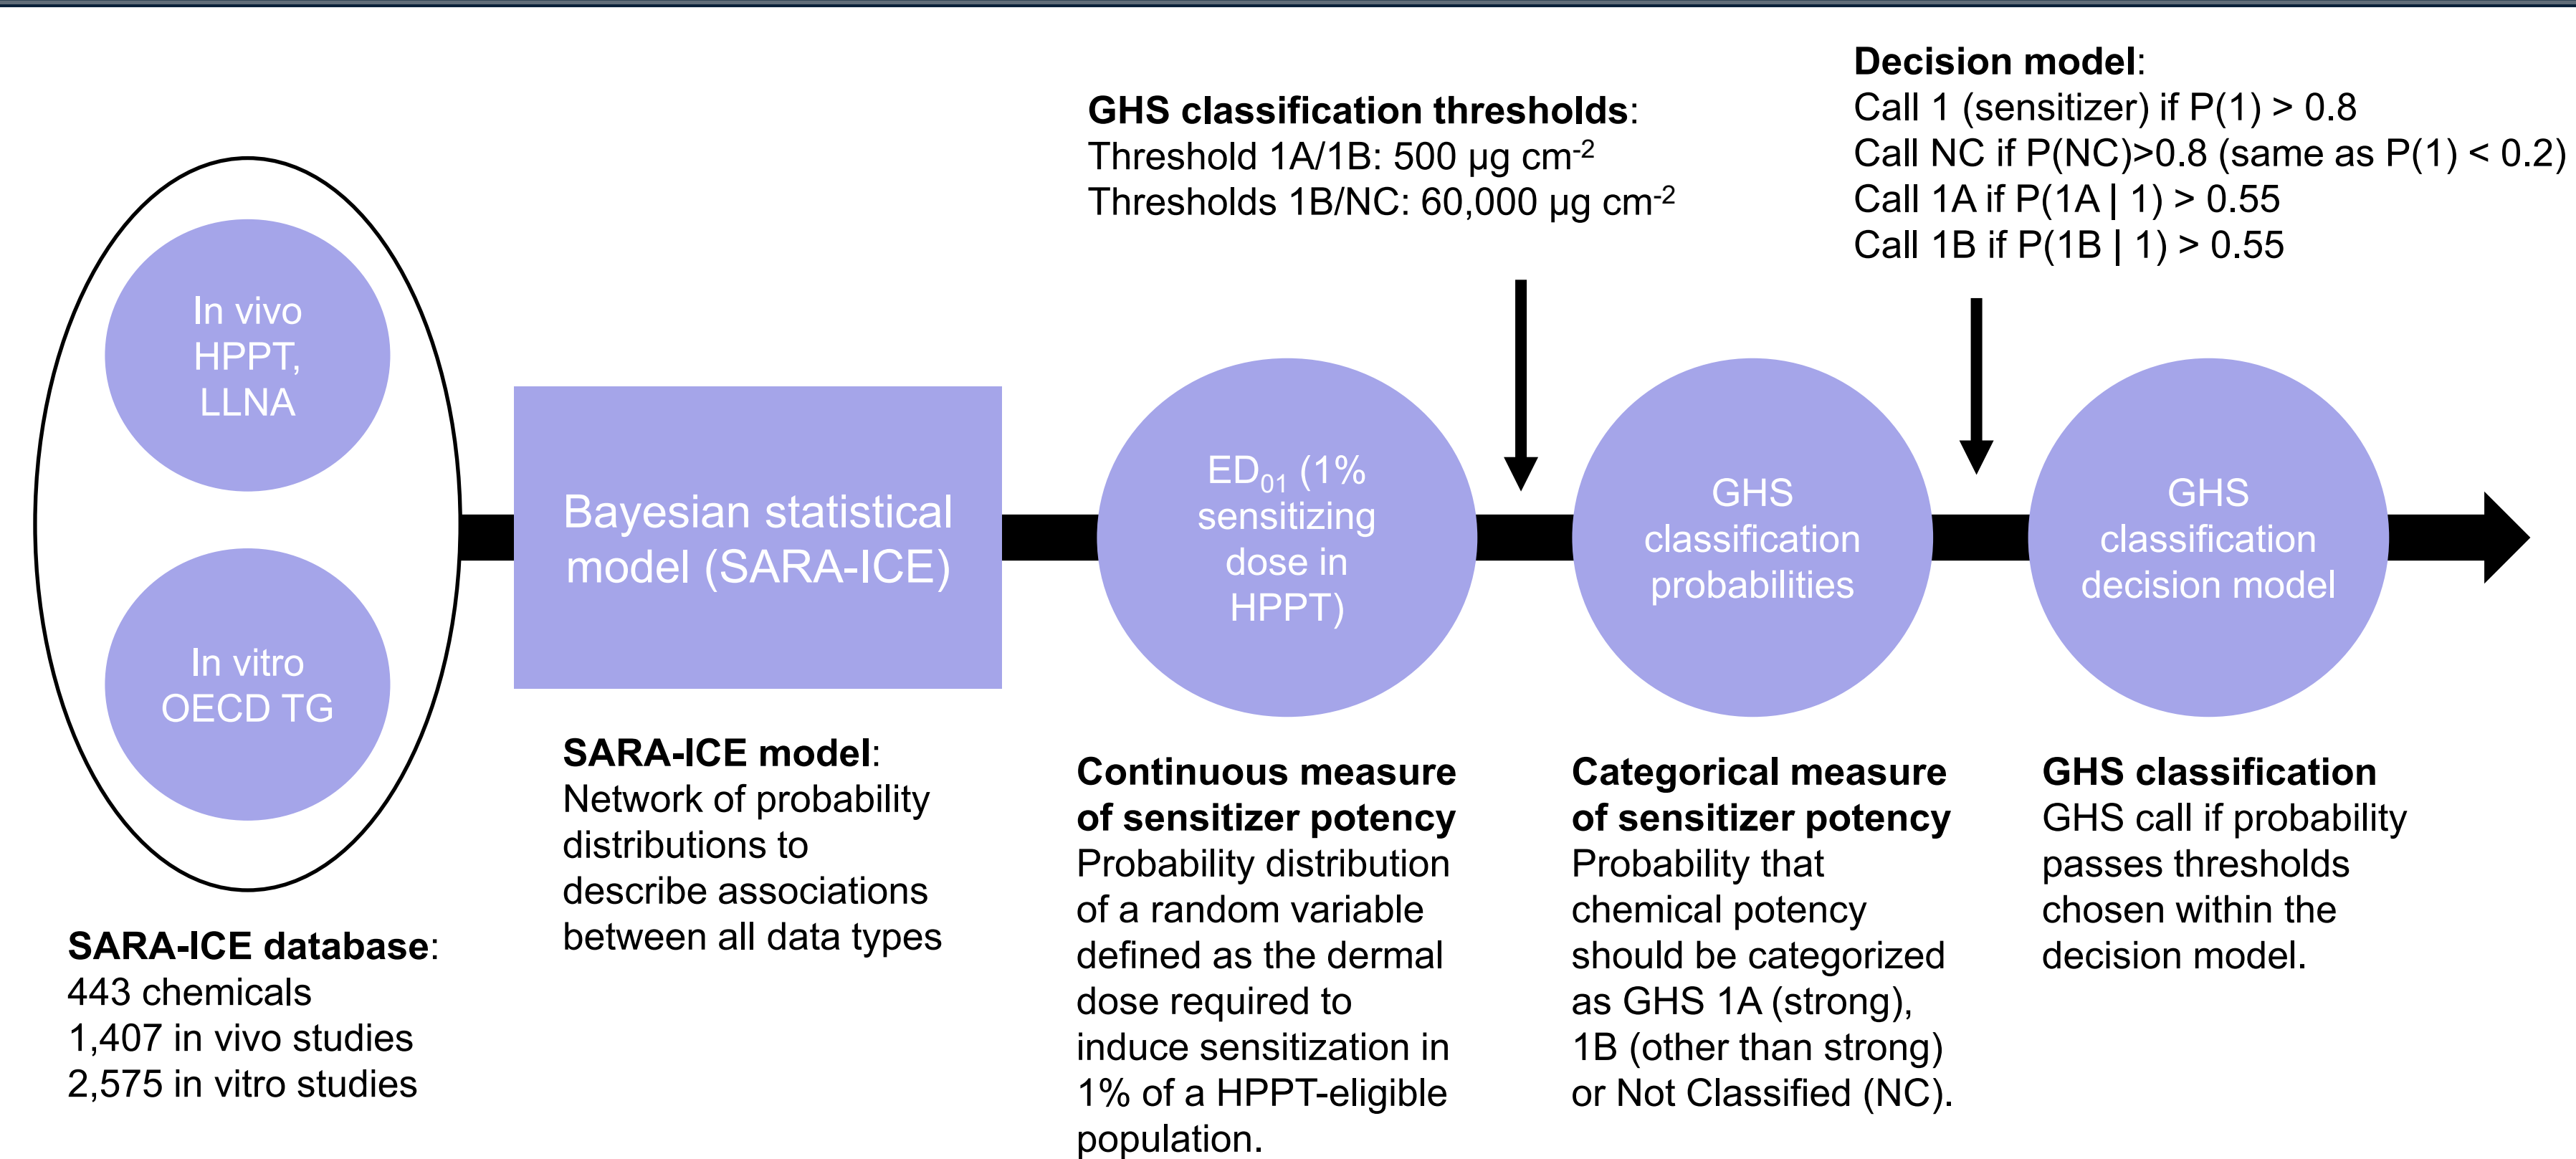 In vivo
HPPT,
LLNA
In vitro
OECD TG
SARA-ICE database:
443 chemicals
1,407 in vivo studies
2,575 in vitro studies
Bayesian statistical
model (SARA-ICE)
SARA-ICE model:
Network of probability
distributions to
describe associations
between all data types
GHS classification thresholds:
Threshold 1A/1B: 500 µg cm⁻²
Thresholds 1B/NC: 60,000 µg cm⁻²
ED₀₁ (1%
sensitizing
dose in
HPPT)
Continuous measure
of sensitizer potency
Probability distribution
of a random variable
defined as the dermal
dose required to
induce sensitization in
1% of a HPPT-eligible
population.
Decision model:
Call 1 (sensitizer) if P(1) > 0.8
Call NC if P(NC)>0.8 (same as P(1) < 0.2)
Call 1A if P(1A | 1) > 0.55
Call 1B if P(1B | 1) > 0.55
GHS
classification
probabilities
Categorical measure
of sensitizer potency
Probability that
chemical potency
should be categorized
as GHS 1A (strong),
1B (other than strong)
or Not Classified (NC).
GHS
classification
decision model
GHS classification
GHS call if probability
passes thresholds
chosen within the
decision model.